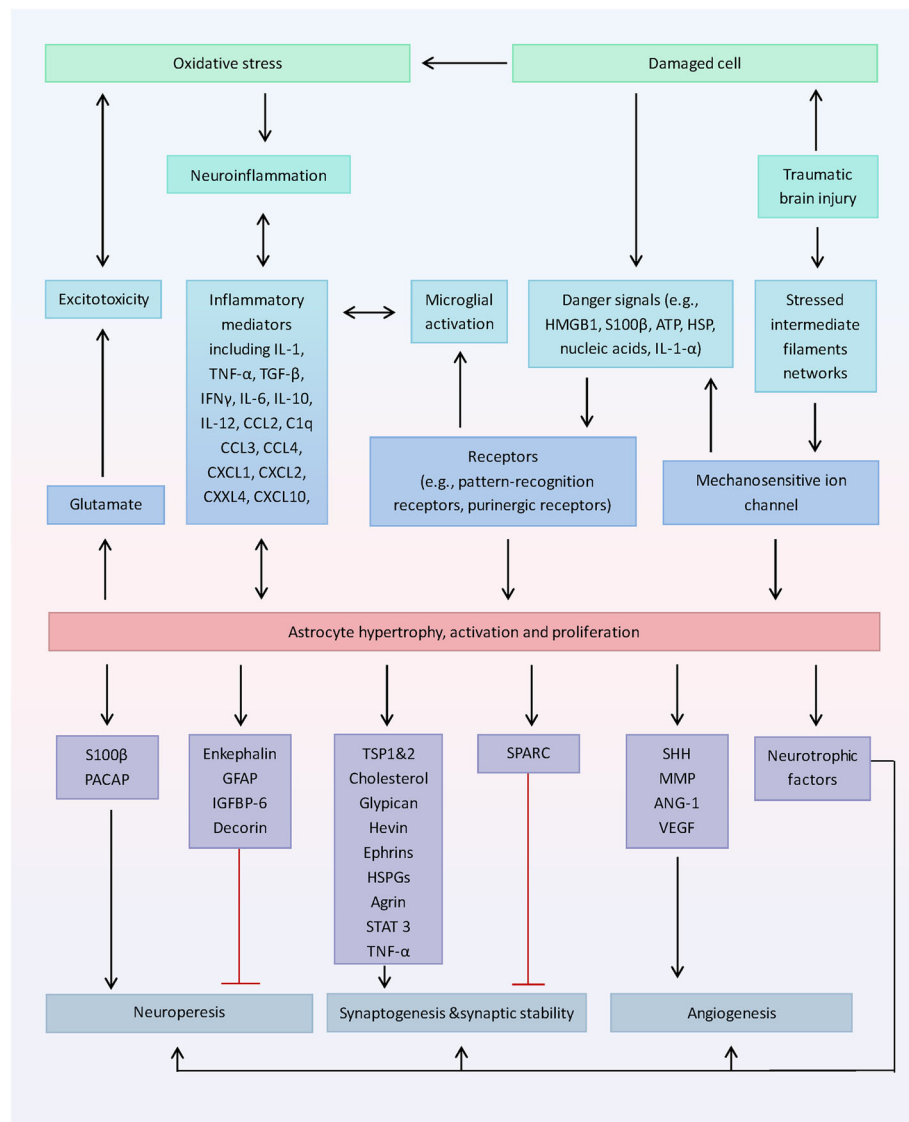 Oxidative stress
Damaged cell
Neuroinflammation
Traumatic
brain injury
Excitotoxicity
Inflammatory
mediators
including IL-1,
TNF-α, TGF-β,
IFNγ, IL-6, IL-10,
IL-12, CCL2, C1q
CCL3, CCL4,
CXCL1, CXCL2,
CXXL4, CXCL10,
Microglial
activation
Danger signals (e.g.,
HMGB1, S100β, ATP, HSP,
nucleic acids, IL-1-α)
Stressed
intermediate
filaments
networks
Glutamate
Receptors
(e.g., pattern-recognition
receptors, purinergic receptors)
Mechanosensitive ion
channel
Astrocyte hypertrophy, activation and proliferation
S100β
PACAP
Enkephalin
GFAP
IGFBP-6
Decorin
TSP1&2
Cholesterol
Glypican
Hevin
Ephrins
HSPGs
Agrin
STAT 3
TNF-α
SPARC
SHH
MMP
ANG-1
VEGF
Neurotrophic
factors
Neuroperesis
Synaptogenesis &synaptic stability
Angiogenesis